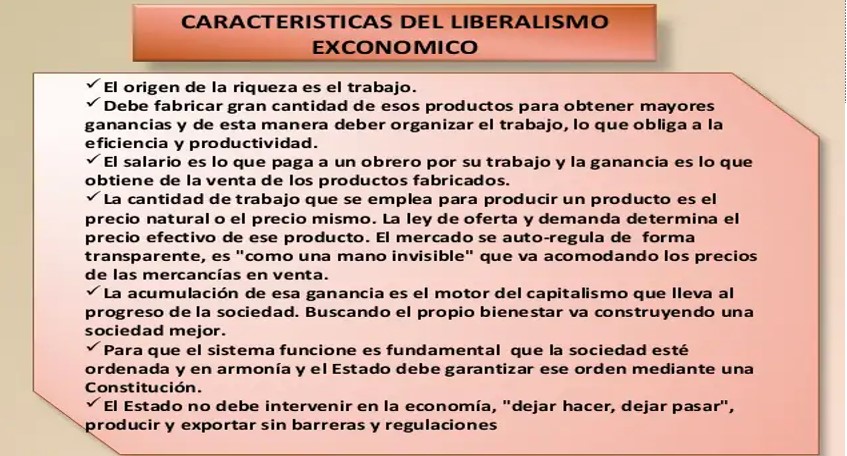 CARACTERISTICAS DEL LIBERALISMO
EXCONOMICO
✓El origen de la riqueza es el trabajo.
✓Debe fabricar gran cantidad de esos productos para obtener mayores
ganancias y de esta manera deber organizar el trabajo, lo que obliga a la
eficiencia y productividad.
✓El salario es lo que paga a un obrero por su trabajo y la ganancia es lo que
obtiene de la venta de los productos fabricados.
✓La cantidad de trabajo que se emplea para producir un producto es el
precio natural o el precio mismo. La ley de oferta y demanda determina el
precio efectivo de ese producto. El mercado se auto-regula de forma
transparente, es "como una mano invisible" que va acomodando los precios
de las mercancías en venta.
✓La acumulación de esa ganancia es el motor del capitalismo que lleva al
progreso de la sociedad. Buscando el propio bienestar va construyendo una
sociedad mejor.
✓Para que el sistema funcione es fundamental que la sociedad esté
ordenada y en armonía y el Estado debe garantizar ese orden mediante una
Constitución.
✓El Estado no debe intervenir en la economía, "dejar hacer, dejar pasar",
producir y exportar sin barreras y regulaciones